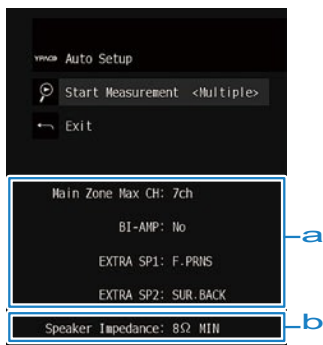 YPAO Auto Setup
Start Measurement <Multiple>
Exit
Main Zone Max CH: 7ch
BI-AMP: No
EXTRA SP1: F.PRNS
EXTRA SP2: SUR.BACK
a
Speaker Impedance: 8Ω MIN
b